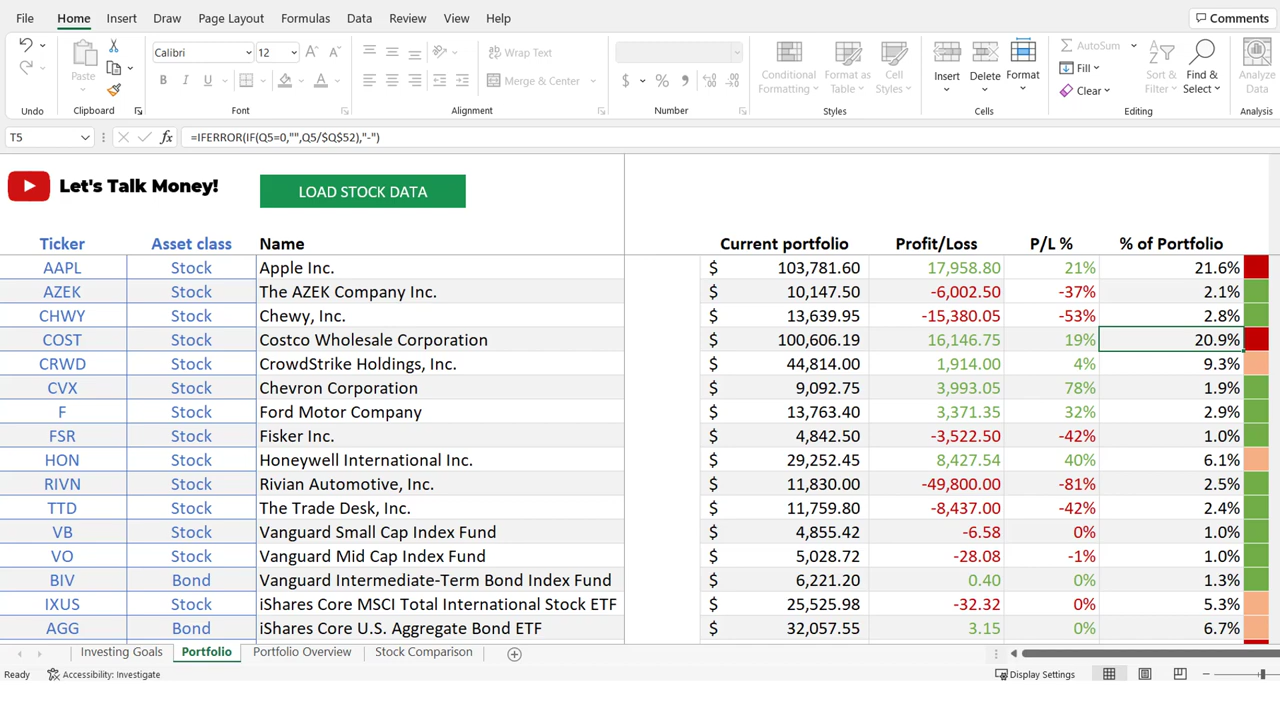 File Home Insert Draw Page Layout Formulas Data Review View Help Comments
Calibri 12 Wrap Text AutoSum
Paste B I U Merge & Center $ % Conditional Formatting Format as Table Cell Styles Insert Delete Format Fill Clear Sort & Filter Find & Select Analyze Data
Undo Clipboard Font Alignment Number Styles Cells Editing Analysis
T5 fx =IFERROR(IF(Q5=0,"",Q5/$Q$52),"-")
Let's Talk Money! LOAD STOCK DATA
Ticker Asset class Name Current portfolio Profit/Loss P/L % % of Portfolio
AAPL Stock Apple Inc. $ 103,781.60 17,958.80 21% 21.6%
AZEK Stock The AZEK Company Inc. $ 10,147.50 -6,002.50 -37% 2.1%
CHWY Stock Chewy, Inc. $ 13,639.95 -15,380.05 -53% 2.8%
COST Stock Costco Wholesale Corporation $ 100,606.19 16,146.75 19% 20.9%
CRWD Stock CrowdStrike Holdings, Inc. $ 44,814.00 1,914.00 4% 9.3%
CVX Stock Chevron Corporation $ 9,092.75 3,993.05 78% 1.9%
F Stock Ford Motor Company $ 13,763.40 3,371.35 32% 2.9%
FSR Stock Fisker Inc. $ 4,842.50 -3,522.50 -42% 1.0%
HON Stock Honeywell International Inc. $ 29,252.45 8,427.54 40% 6.1%
RIVN Stock Rivian Automotive, Inc. $ 11,830.00 -49,800.00 -81% 2.5%
TTD Stock The Trade Desk, Inc. $ 11,759.80 -8,437.00 -42% 2.4%
VB Stock Vanguard Small Cap Index Fund $ 4,855.42 -6.58 0% 1.0%
VO Stock Vanguard Mid Cap Index Fund $ 5,028.72 -28.08 -1% 1.0%
BIV Bond Vanguard Intermediate-Term Bond Index Fund $ 6,221.20 0.40 0% 1.3%
IXUS Stock iShares Core MSCI Total International Stock ETF $ 25,525.98 -32.32 0% 5.3%
AGG Bond iShares Core U.S. Aggregate Bond ETF $ 32,057.55 3.15 0% 6.7%
Investing Goals Portfolio Portfolio Overview Stock Comparison
Ready Accessibility: Investigate Display Settings